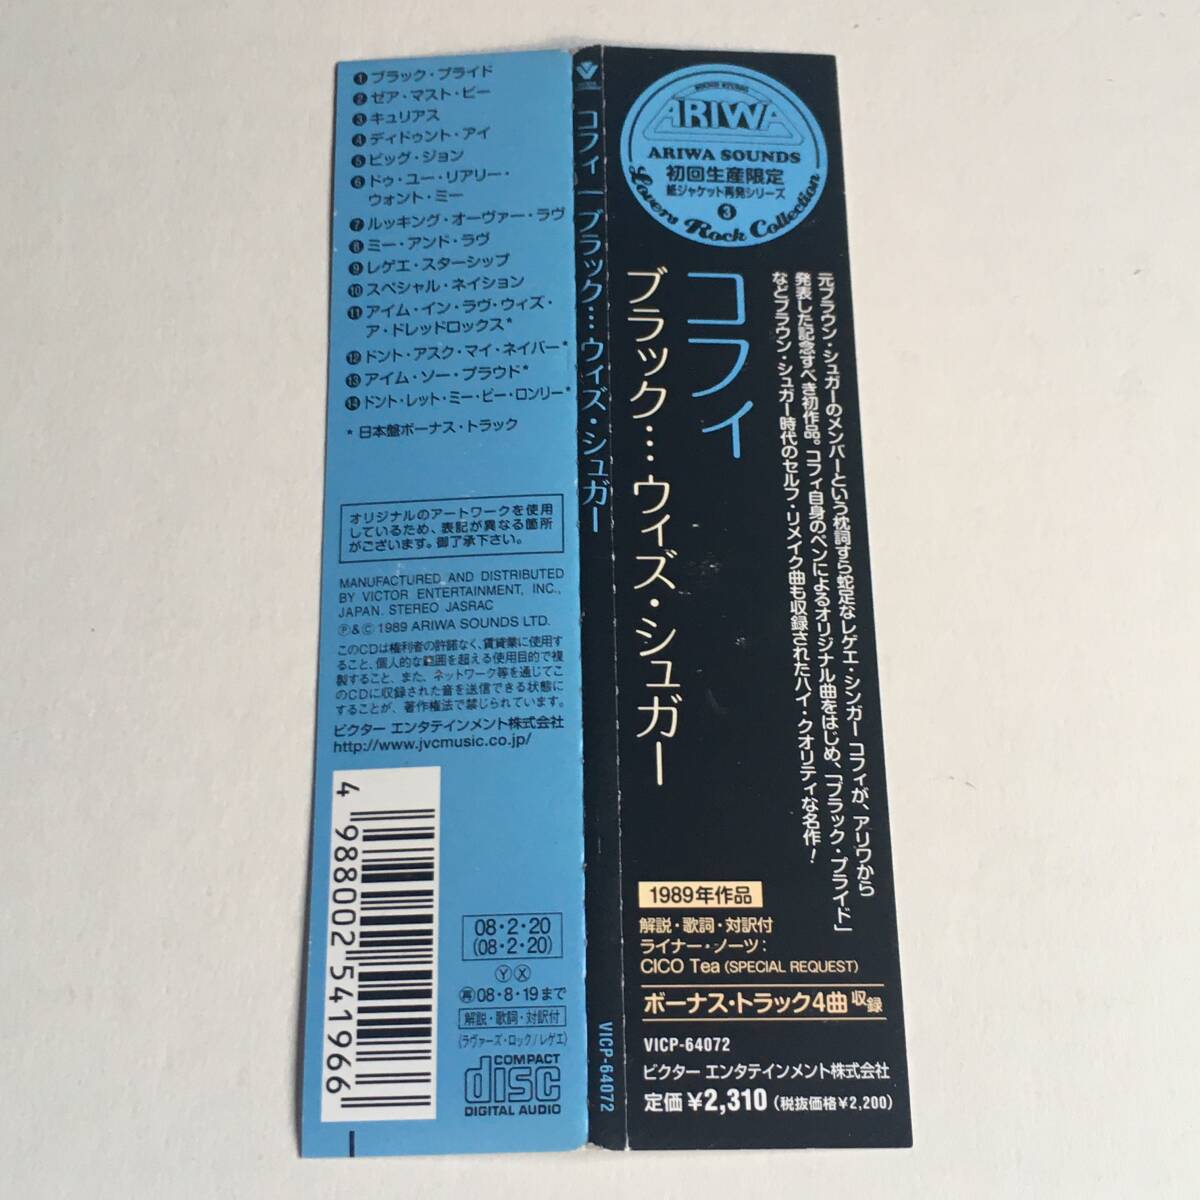 ❶ ブラック・プライド
❷ ゼア・マスト・ビー
❸ キュリアス
❹ ディドゥント・アイ
❺ ビッグ・ジョン
❻ ドゥ・ユー・リアリー・
ウォント・ミー
❼ ルッキング・オーヴァー・ラヴ
❽ ミー・アンド・ラヴ
❾ レゲエ・スターシップ
❿ スペシャル・ネイション
⓫ アイム・イン・ラヴ・ウィズ・
ア・ドレッドロックス*
⓬ ドント・アスク・マイ・ネイバー*
⓭ アイム・ソー・プラウド*
⓮ ドント・レット・ミー・ビー・ロンリー*
* 日本盤ボーナス・トラック
オリジナルのアートワークを使用
しているため、表記が異なる箇所
がございます。御了承下さい。
MANUFACTURED AND DISTRIBUTED
BY VICTOR ENTERTAINMENT, INC.,
JAPAN. STEREO JASRAC
Ⓟ&© 1989 ARIWA SOUNDS LTD.
このCDは権利者の許諾なく、賃貸業に使用す
ること、個人的な範囲を超える使用目的で複
製すること、また、ネットワーク等を通じてこ
のCDに収録された音を送信できる状態に
することが、著作権法で禁じられています。
ビクター エンタテインメント株式会社
http://www.jvcmusic.co.jp/
4 988002 541966
08・2・20
(08・2・20)
Ⓨ Ⓧ
㊢08・8・19まで
解説・歌詞・対訳付
(ラヴァーズ・ロック/レゲエ)
COMPACT
disc
DIGITAL AUDIO
コフィ | ブラック…ウィズ・シュガー
VICP-64072
SOUND STUDIO
ARIWA
ARIWA SOUNDS
初回生産限定
紙ジャケット再発シリーズ
❸
Lovers Rock Collection
コフィ
ブラック…ウィズ・シュガー
元ブラウン・シュガーのメンバーという枕詞すら蛇足なレゲエ・シンガー コフィが、アリワから
発表した記念すべき初作品。コフィ自身のペンによるオリジナル曲をはじめ、「ブラック・プライド」
などブラウン・シュガー時代のセルフ・リメイク曲も収録されたハイ・クオリティな名作!
1989年作品
解説・歌詞・対訳付
ライナー・ノーツ:
CICO Tea (SPECIAL REQUEST)
ボーナス・トラック4曲 収録
VICP-64072
ビクター エンタテインメント株式会社
定価 ¥2,310 (税抜価格¥2,200)